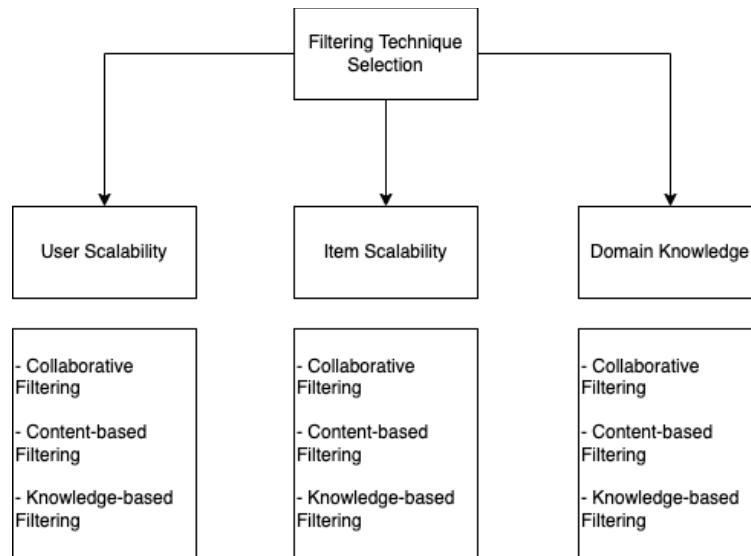 Filtering Technique
Selection
User Scalability
Item Scalability
Domain Knowledge
- Collaborative
Filtering
- Content-based
Filtering
- Knowledge-based
Filtering
- Collaborative
Filtering
- Content-based
Filtering
- Knowledge-based
Filtering
- Collaborative
Filtering
- Content-based
Filtering
- Knowledge-based
Filtering